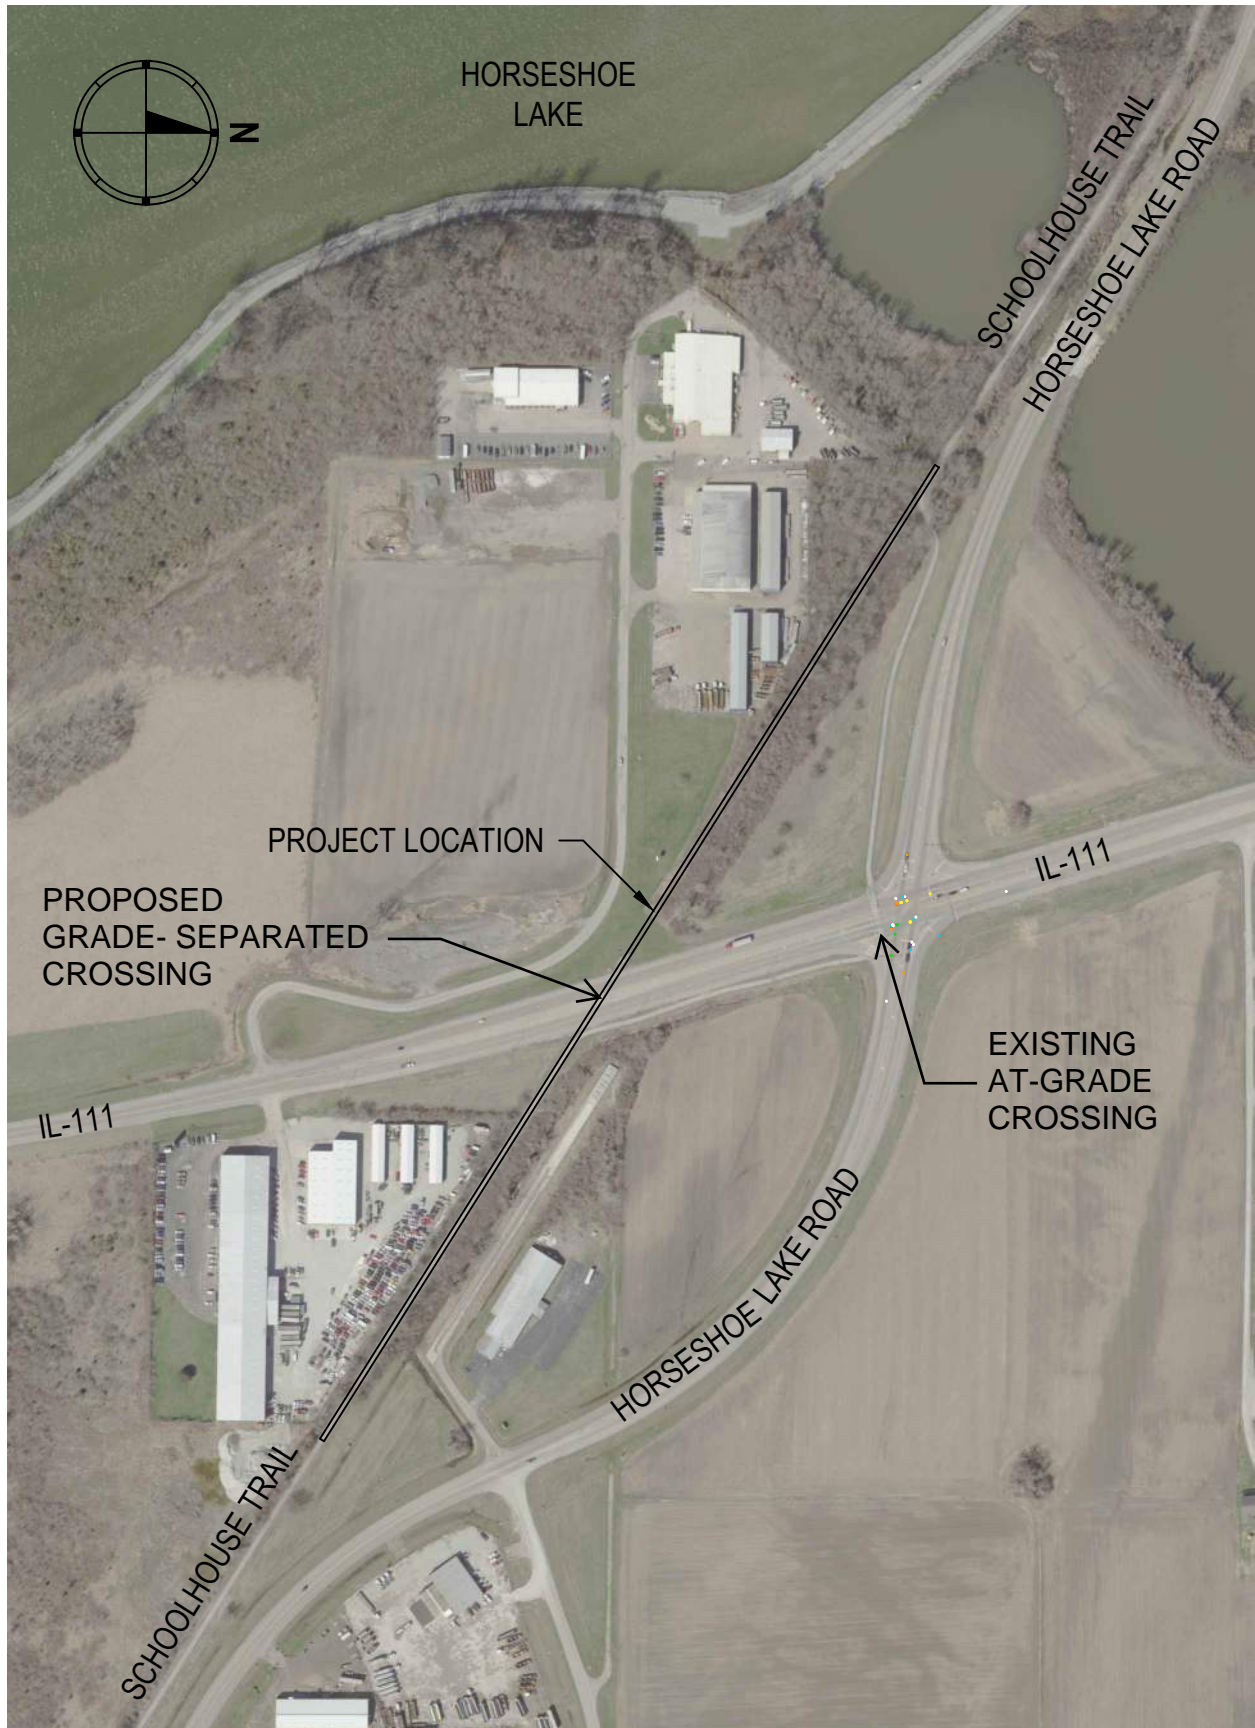 HORSESHOE
LAKE
N
SCHOOLHOUSE TRAIL
HORSESHOE LAKE ROAD
PROJECT LOCATION
PROPOSED
GRADE- SEPARATED
CROSSING
IL-111
EXISTING
AT-GRADE
CROSSING
IL-111
HORSESHOE LAKE ROAD
SCHOOLHOUSE TRAIL